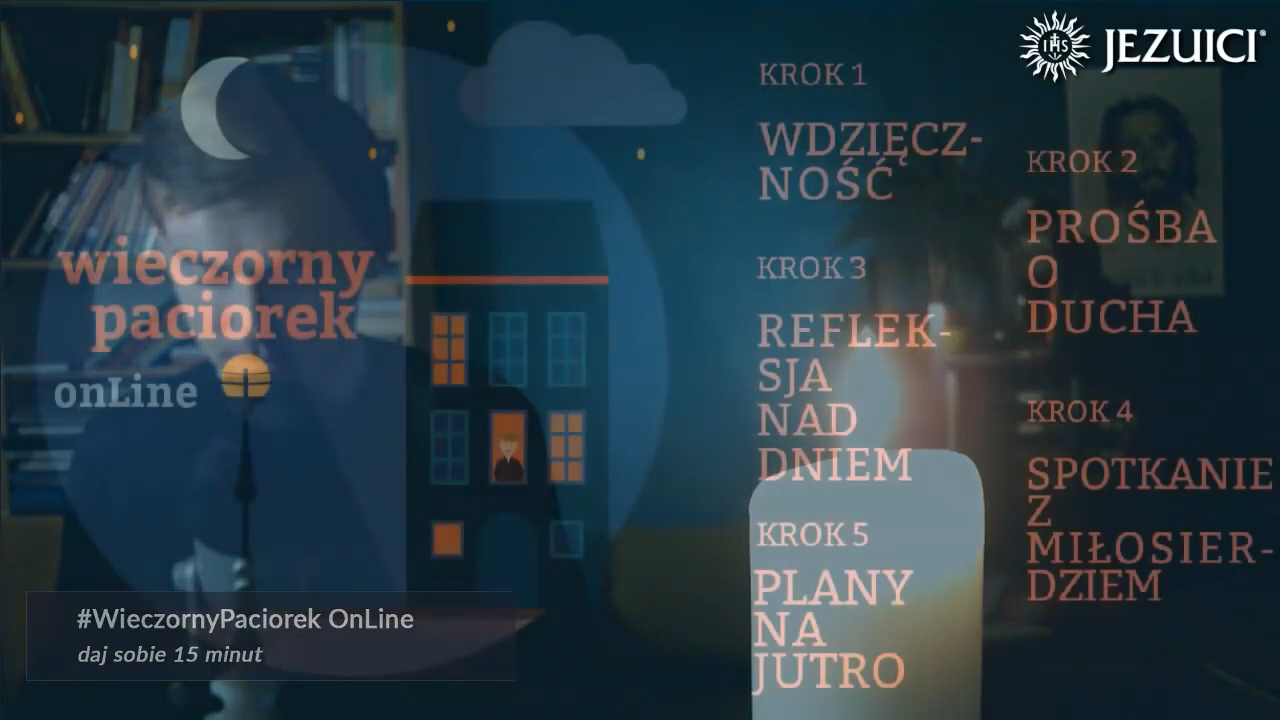 IHS
JEZUICI
wieczorny
paciorek
onLine
KROK 1
WDZIĘCZ-
NOŚĆ
KROK 2
PROŚBA
O
DUCHA
KROK 3
REFLEK-
SJA
NAD
DNIEM
KROK 4
SPOTKANIE
Z
MIŁOSIER-
DZIEM
KROK 5
PLANY
NA
JUTRO
#WieczornyPaciorek OnLine
daj sobie 15 minut